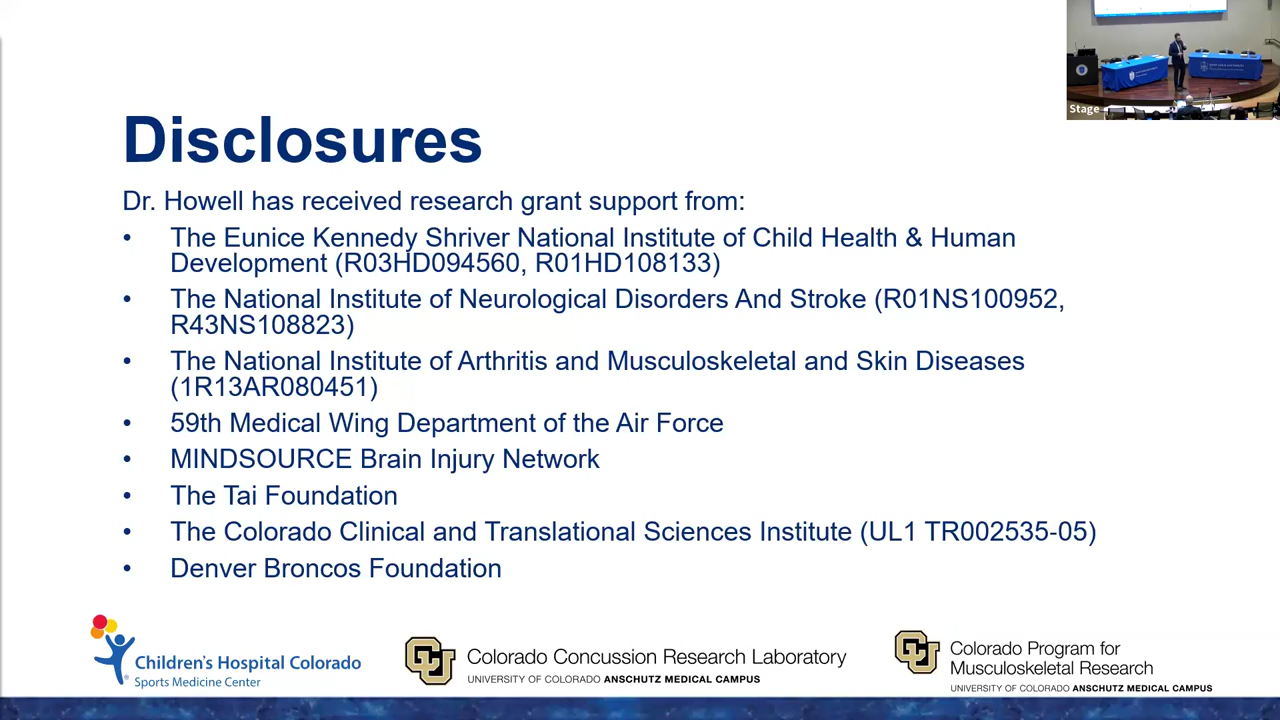 Stage
Disclosures
Dr. Howell has received research grant support from:
• The Eunice Kennedy Shriver National Institute of Child Health & Human
Development (R03HD094560, R01HD108133)
• The National Institute of Neurological Disorders And Stroke (R01NS100952,
R43NS108823)
• The National Institute of Arthritis and Musculoskeletal and Skin Diseases
(1R13AR080451)
• 59th Medical Wing Department of the Air Force
• MINDSOURCE Brain Injury Network
• The Tai Foundation
• The Colorado Clinical and Translational Sciences Institute (UL1 TR002535-05)
• Denver Broncos Foundation
Children's Hospital Colorado
Sports Medicine Center
CU
Colorado Concussion Research Laboratory
UNIVERSITY OF COLORADO ANSCHUTZ MEDICAL CAMPUS
CU
Colorado Program for
Musculoskeletal Research
UNIVERSITY OF COLORADO ANSCHUTZ MEDICAL CAMPUS